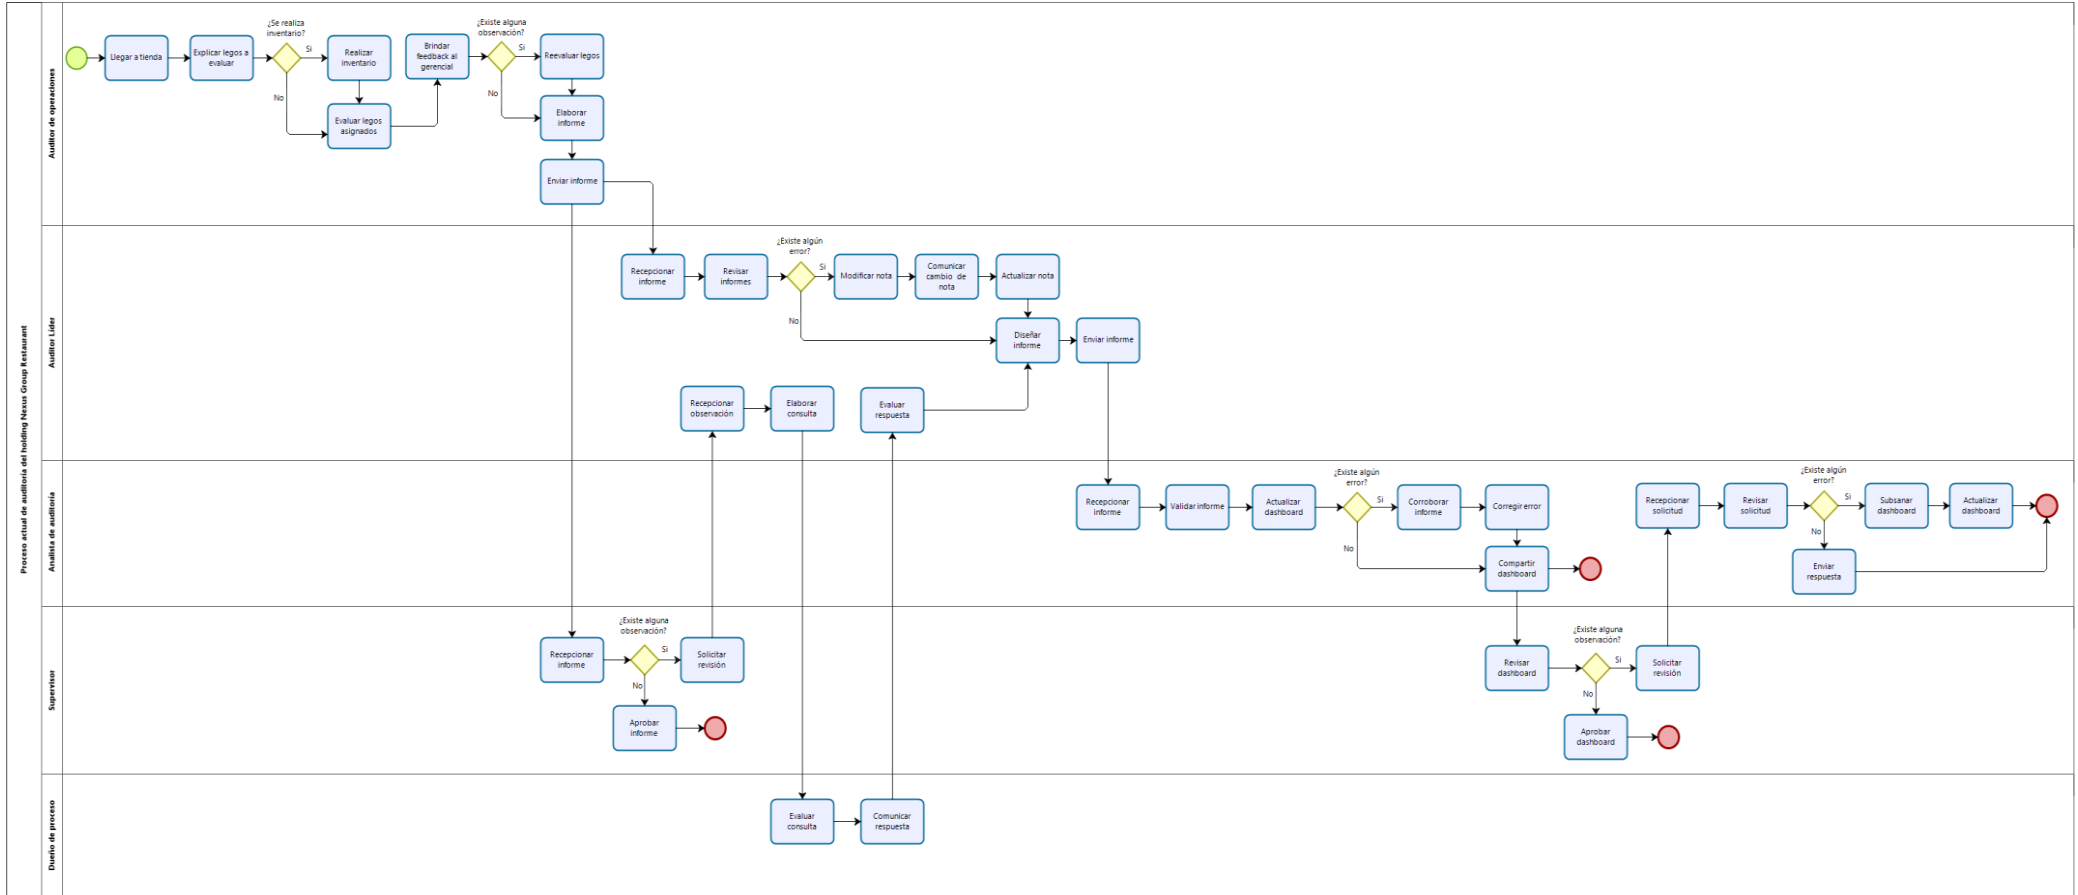 Proceso actual de auditoría del holding Nexus Group Restaurant
Auditor de operaciones
¿Se realiza
inventario?
¿Existe alguna
observación?
Llegar a tienda
Explicar legos a
evaluar
Si
Realizar
inventario
Brindar
feedback al
gerencial
Si
Reevaluar legos
No
No
Evaluar legos
asignados
Elaborar
informe
Enviar informe
Auditor Líder
¿Existe algún
error?
Recepcionar
informe
Revisar
informes
Si
Modificar nota
Comunicar
cambio de
nota
Actualizar nota
No
Diseñar
informe
Enviar informe
Recepcionar
observación
Elaborar
consulta
Evaluar
respuesta
Analista de auditoría
¿Existe algún
error?
¿Existe algún
error?
Recepcionar
informe
Validar informe
Actualizar
dashboard
Si
Corroborar
informe
Corregir error
Recepcionar
solicitud
Revisar
solicitud
Si
Subsanar
dashboard
Actualizar
dashboard
No
No
Compartir
dashboard
Enviar
respuesta
Supervisor
¿Existe alguna
observación?
¿Existe alguna
observación?
Recepcionar
informe
Si
Solicitar
revisión
No
Aprobar
informe
Revisar
dashboard
Si
Solicitar
revisión
No
Aprobar
dashboard
Dueño de proceso
Evaluar
consulta
Comunicar
respuesta